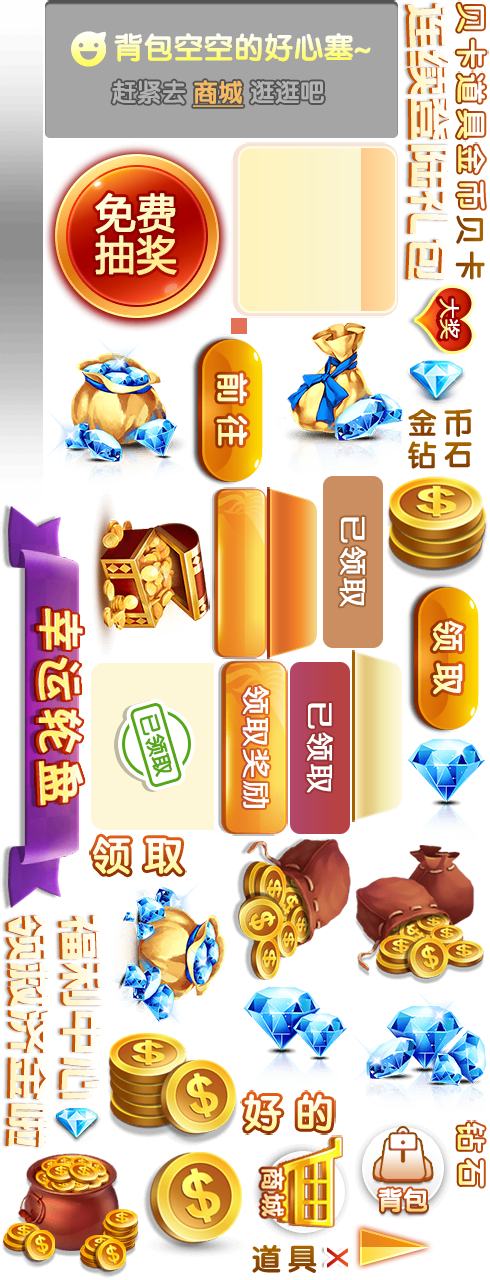 背包空空的好心塞~
赶紧去 商城 逛逛吧
贝卡道具金币贝卡
连续登陆礼包
免费
抽奖
大奖
前往
币石
金钻
已领取
领取
幸运轮盘
已领取
领取奖励
已领取
领取
福利中心
领救济金啦
好的
钻石
商城
背包
道具